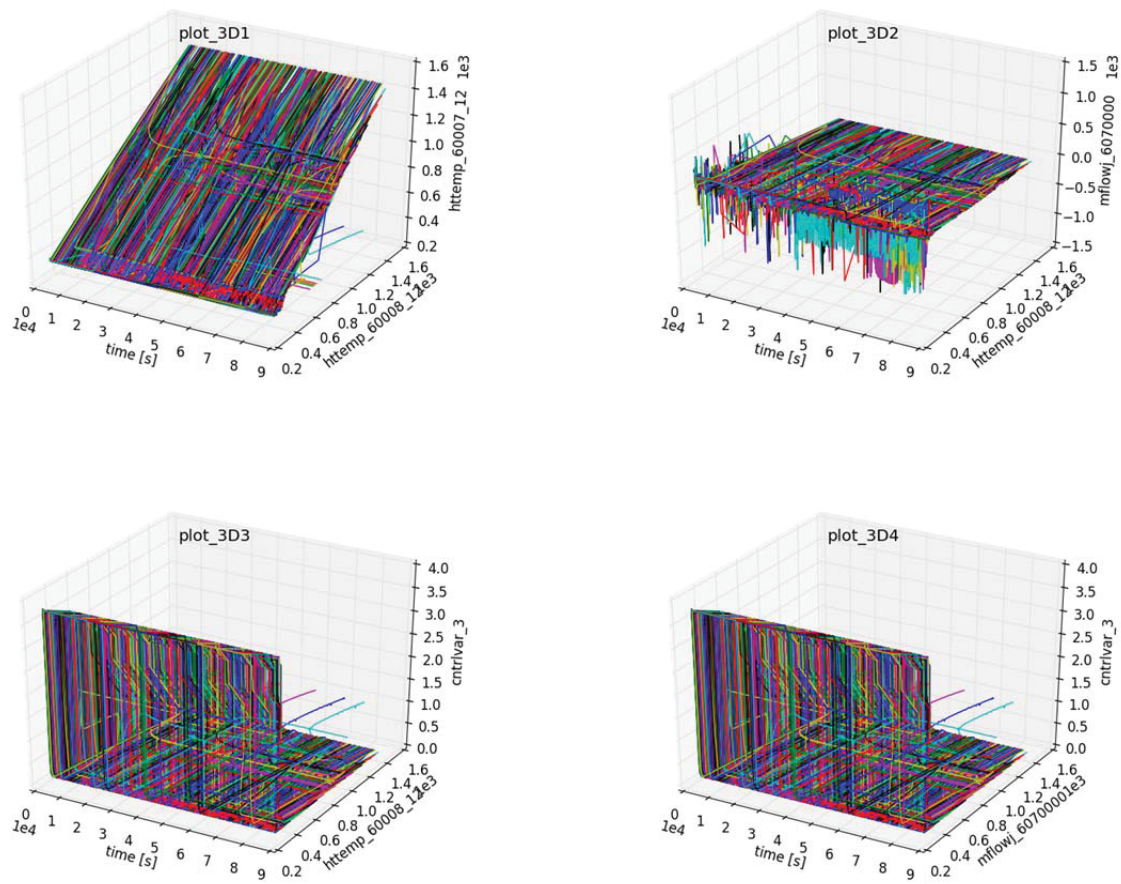 plot_3D1
1.6 1e3
1.4
1.2
1.0
0.8
0.6
0.4
0.2
httemp_60007_12
0 1 2 3 4 5 6 7 8 9
1e4
time [s]
0.2 0.4 0.6 0.8 1.0 1.2 1.4 1.6
1e3
httemp_60008_12
plot_3D2
1.5 1e3
1.0
0.5
0.0
−0.5
−1.0
−1.5
mflowj_6070000
0 1 2 3 4 5 6 7 8 9
1e4
time [s]
0.2 0.4 0.6 0.8 1.0 1.2 1.4 1.6
1e3
httemp_60008_12
plot_3D3
4.0
3.5
3.0
2.5
2.0
1.5
1.0
0.5
0.0
cntrlvar_3
0 1 2 3 4 5 6 7 8 9
1e4
time [s]
0.2 0.4 0.6 0.8 1.0 1.2 1.4 1.6
1e3
httemp_60008_12
plot_3D4
4.0
3.5
3.0
2.5
2.0
1.5
1.0
0.5
0.0
cntrlvar_3
0 1 2 3 4 5 6 7 8 9
1e4
time [s]
0.2 0.4 0.6 0.8 1.0 1.2 1.4 1.6
1e3
mflowj_6070000